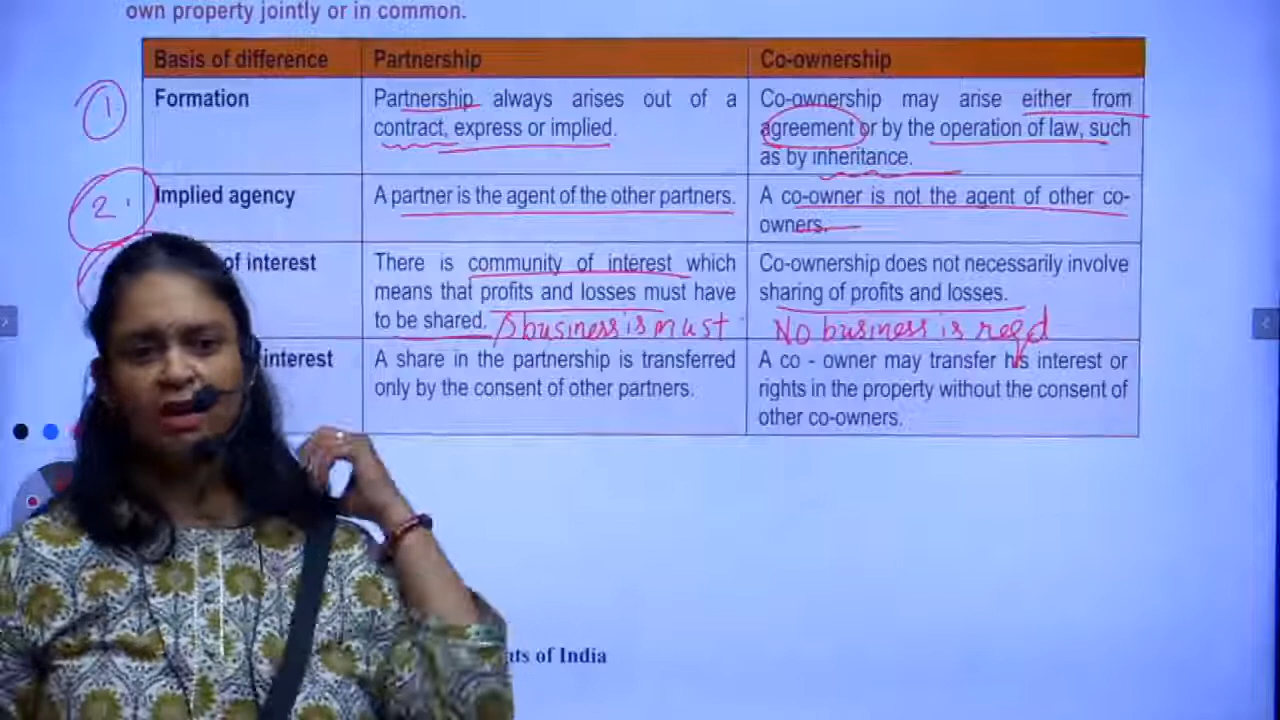 own property jointly or in common.
Basis of difference Partnership Co-ownership
1. Formation
Partnership always arises out of a
contract, express or implied.
Co-ownership may arise either from
agreement or by the operation of law, such
as by inheritance.
2. Implied agency
A partner is the agent of the other partners.
A co-owner is not the agent of other co-
owners.
of interest
There is community of interest which
means that profits and losses must have
to be shared.
business is must
Co-ownership does not necessarily involve
sharing of profits and losses.
No business is reqd
interest
A share in the partnership is transferred
only by the consent of other partners.
A co - owner may transfer his interest or
rights in the property without the consent of
other co-owners.
of India